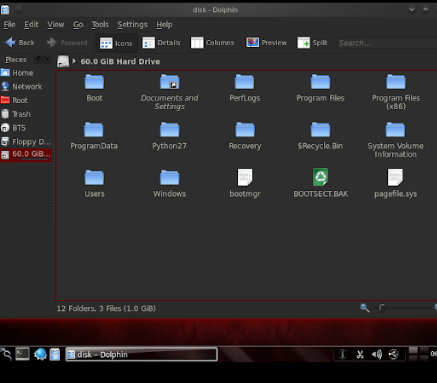 disk – Dolphin
File Edit View Go Tools Settings Help
Back Forward Icons Details Columns Preview Split Search...
Places
60.0 GiB Hard Drive
Home
Network
Root
Trash
BT5
Floppy D...
60.0 GiB...
Boot
Documents and
Settings
PerfLogs
Program Files
Program Files
(x86)
ProgramData
Python27
Recovery
$Recycle.Bin
System Volume
Information
Users
Windows
bootmgr
BOOTSECT.BAK
pagefile.sys
12 Folders, 3 Files (1.0 GiB)
disk – Dolphin